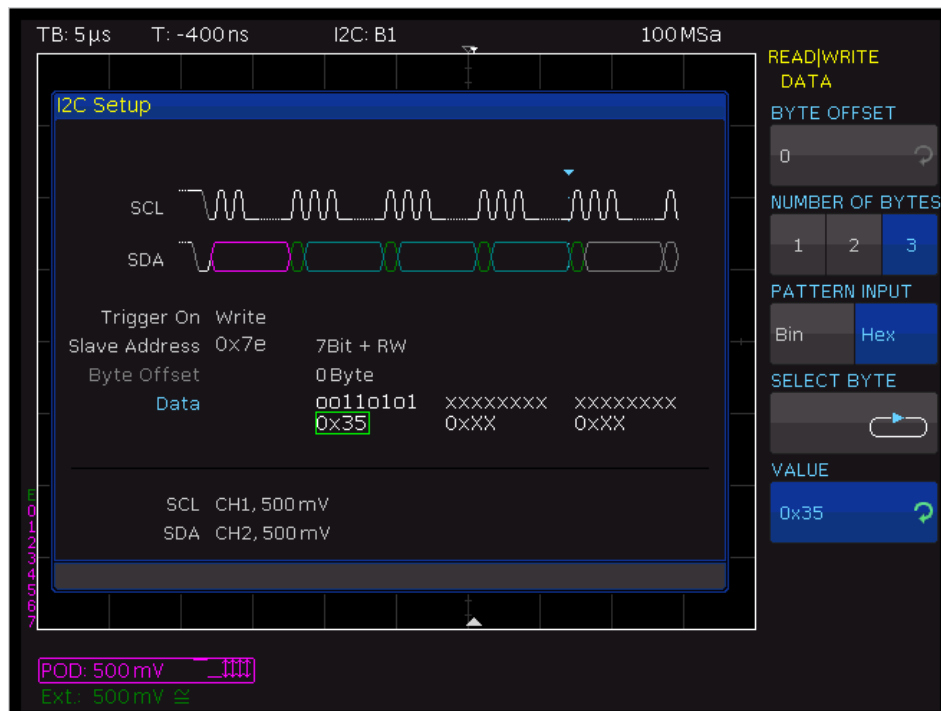 TB: 5µs T: -400ns I2C: B1 100MSa
READ|WRITE
DATA
I2C Setup
BYTE OFFSET
0
NUMBER OF BYTES
1 2 3
SCL
SDA
PATTERN INPUT
Bin Hex
Trigger On Write
Slave Address 0x7e 7Bit + RW
Byte Offset 0Byte
SELECT BYTE
Data 00110101 XXXXXXXX XXXXXXXX
0x35 0xXX 0xXX
VALUE
0x35
SCL CH1, 500mV
SDA CH2, 500mV
E
0
1
2
3
4
5
6
7
POD: 500mV
Ext.: 500mV ≅